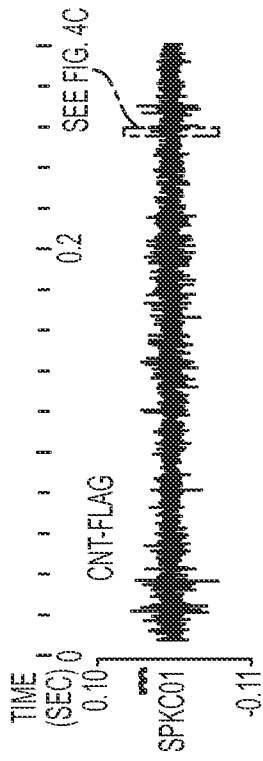 TIME
(SEC) 0
0.2
0.10
CNT-FLAG
SEE FIG. 4C
SPKC01
-0.11